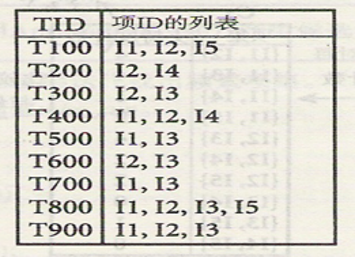 TID 项ID的列表
T100 I1, I2, I5
T200 I2, I4
T300 I2, I3
T400 I1, I2, I4
T500 I1, I3
T600 I2, I3
T700 I1, I3
T800 I1, I2, I3, I5
T900 I1, I2, I3